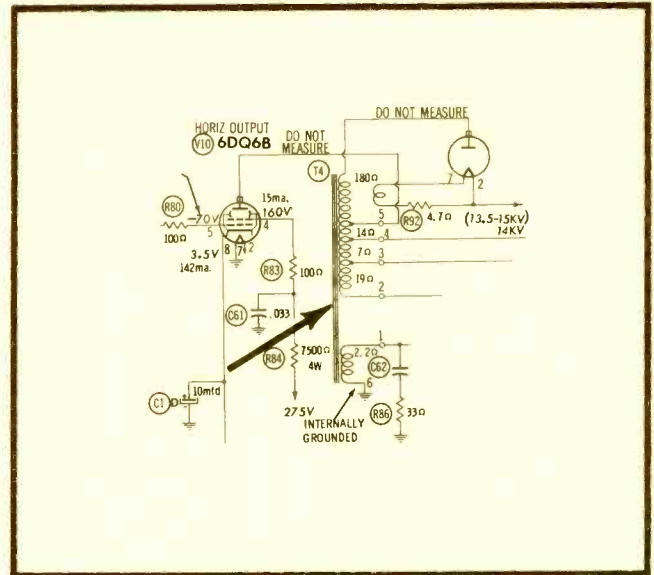 DO NOT MEASURE
HORIZ OUTPUT
V10 6DQ6B
DO NOT
MEASURE
T4
180Ω
7
2
R80
-70V
100Ω
5
15ma.
160V
4
3.5V
142ma.
8
7
2
R83
100Ω
5
14Ω
4
7Ω
3
19Ω
2
R92
4.7Ω
(13.5-15KV)
14KV
C61
.033
R84
7500Ω
4W
275V
1
2.2Ω
6
C62
R86
33Ω
INTERNALLY
GROUNDED
C1D
10mfd